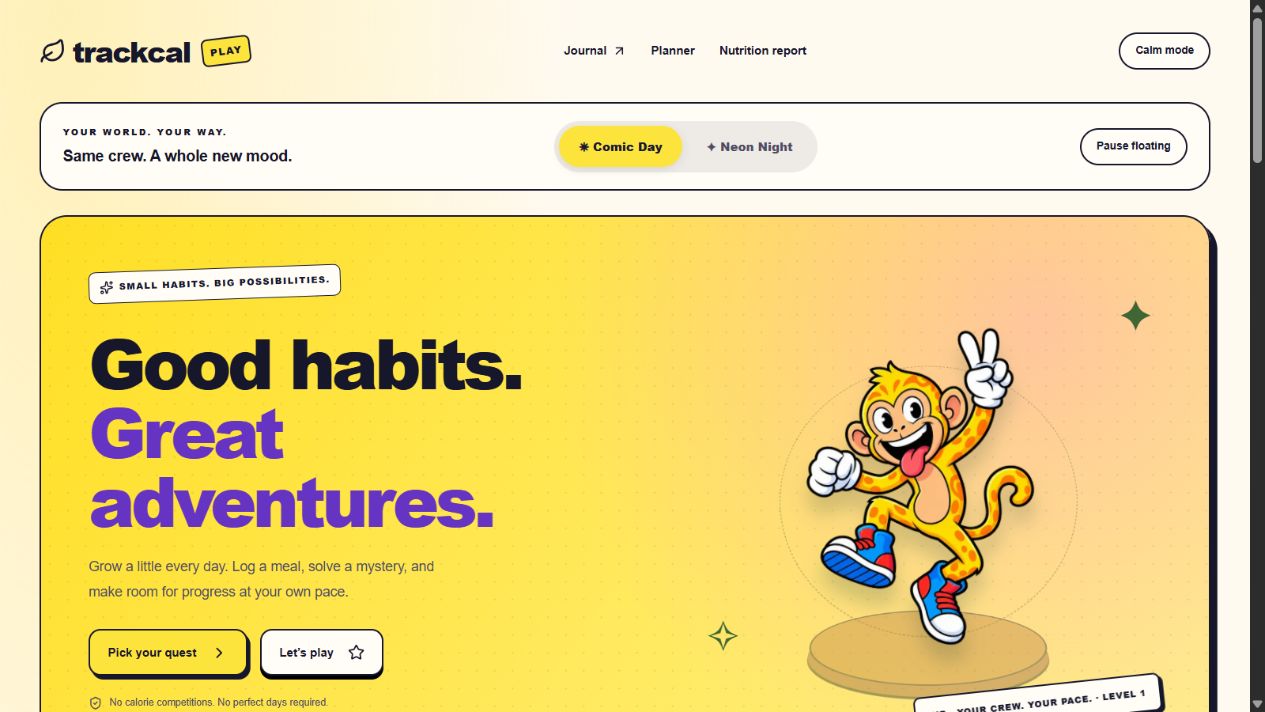 trackcal PLAY
Journal
Planner
Nutrition report
Calm mode
YOUR WORLD. YOUR WAY.
Same crew. A whole new mood.
Comic Day
Neon Night
Pause floating
SMALL HABITS. BIG POSSIBILITIES.
Good habits.
Great
adventures.
Grow a little every day. Log a meal, solve a mystery, and
make room for progress at your own pace.
Pick your quest
Let's play
No calorie competitions. No perfect days required.
YOUR CREW. YOUR PACE. · LEVEL 1